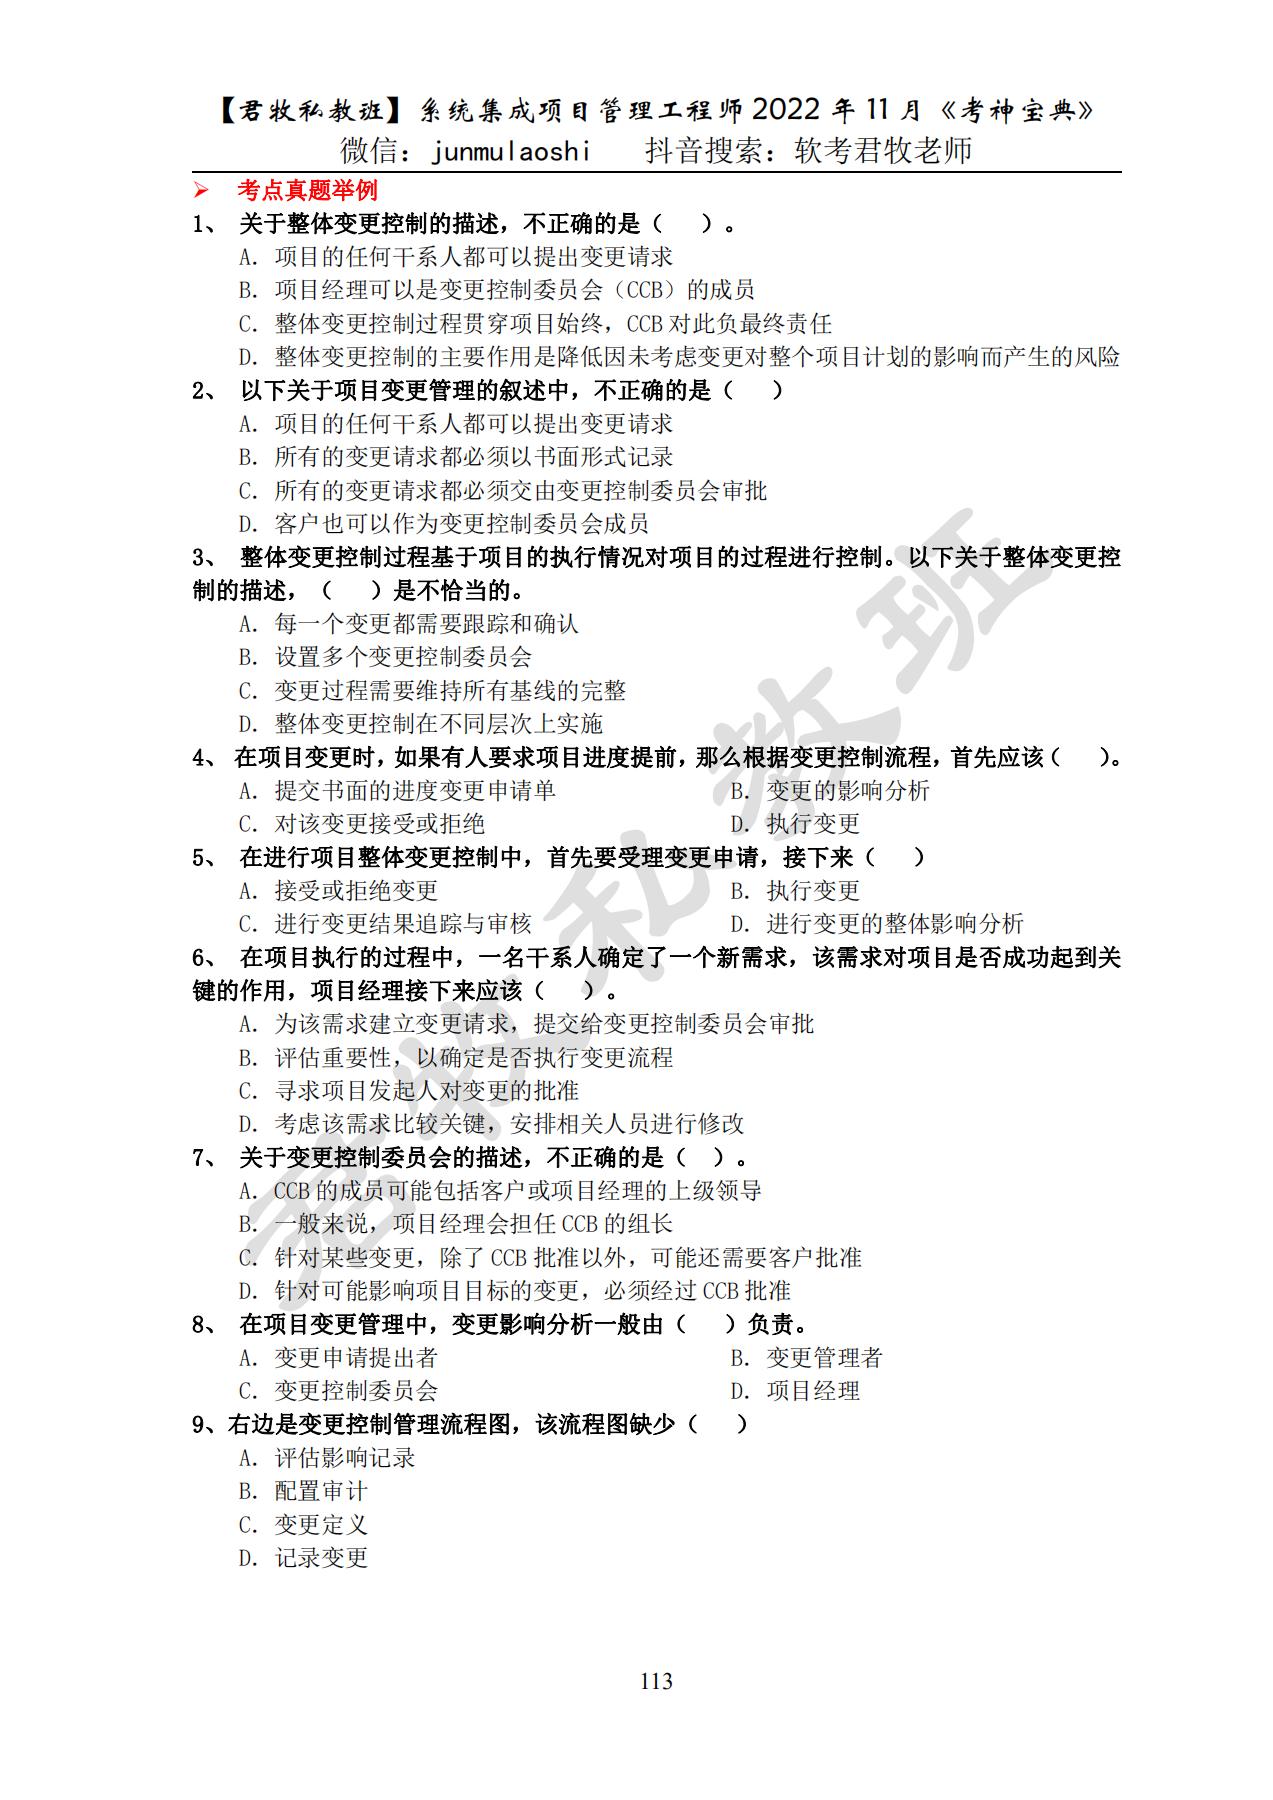 【君牧私教班】系统集成项目管理工程师 2022 年 11 月《考神宝典》
微信：junmulaoshi 抖音搜索：软考君牧老师
➢ 考点真题举例
1、 关于整体变更控制的描述，不正确的是（ ）。
A. 项目的任何干系人都可以提出变更请求
B. 项目经理可以是变更控制委员会（CCB）的成员
C. 整体变更控制过程贯穿项目始终，CCB 对此负最终责任
D. 整体变更控制的主要作用是降低因未考虑变更对整个项目计划的影响而产生的风险
2、 以下关于项目变更管理的叙述中，不正确的是（ ）
A. 项目的任何干系人都可以提出变更请求
B. 所有的变更请求都必须以书面形式记录
C. 所有的变更请求都必须交由变更控制委员会审批
D. 客户也可以作为变更控制委员会成员
3、 整体变更控制过程基于项目的执行情况对项目的过程进行控制。以下关于整体变更控
制的描述，（ ）是不恰当的。
A. 每一个变更都需要跟踪和确认
B. 设置多个变更控制委员会
C. 变更过程需要维持所有基线的完整
D. 整体变更控制在不同层次上实施
4、在项目变更时，如果有人要求项目进度提前，那么根据变更控制流程，首先应该（ ）。
A. 提交书面的进度变更申请单 B. 变更的影响分析
C. 对该变更接受或拒绝 D. 执行变更
5、 在进行项目整体变更控制中，首先要受理变更申请，接下来（ ）
A. 接受或拒绝变更 B. 执行变更
C. 进行变更结果追踪与审核 D. 进行变更的整体影响分析
6、 在项目执行的过程中，一名干系人确定了一个新需求，该需求对项目是否成功起到关
键的作用，项目经理接下来应该（ ）。
A. 为该需求建立变更请求，提交给变更控制委员会审批
B. 评估重要性，以确定是否执行变更流程
C. 寻求项目发起人对变更的批准
D. 考虑该需求比较关键，安排相关人员进行修改
7、 关于变更控制委员会的描述，不正确的是（ ）。
A. CCB 的成员可能包括客户或项目经理的上级领导
B. 一般来说，项目经理会担任 CCB 的组长
C. 针对某些变更，除了 CCB 批准以外，可能还需要客户批准
D. 针对可能影响项目目标的变更，必须经过 CCB 批准
8、 在项目变更管理中，变更影响分析一般由（ ）负责。
A. 变更申请提出者 B. 变更管理者
C. 变更控制委员会 D. 项目经理
9、右边是变更控制管理流程图，该流程图缺少（ ）
A. 评估影响记录
B. 配置审计
C. 变更定义
D. 记录变更
君牧私教班
113